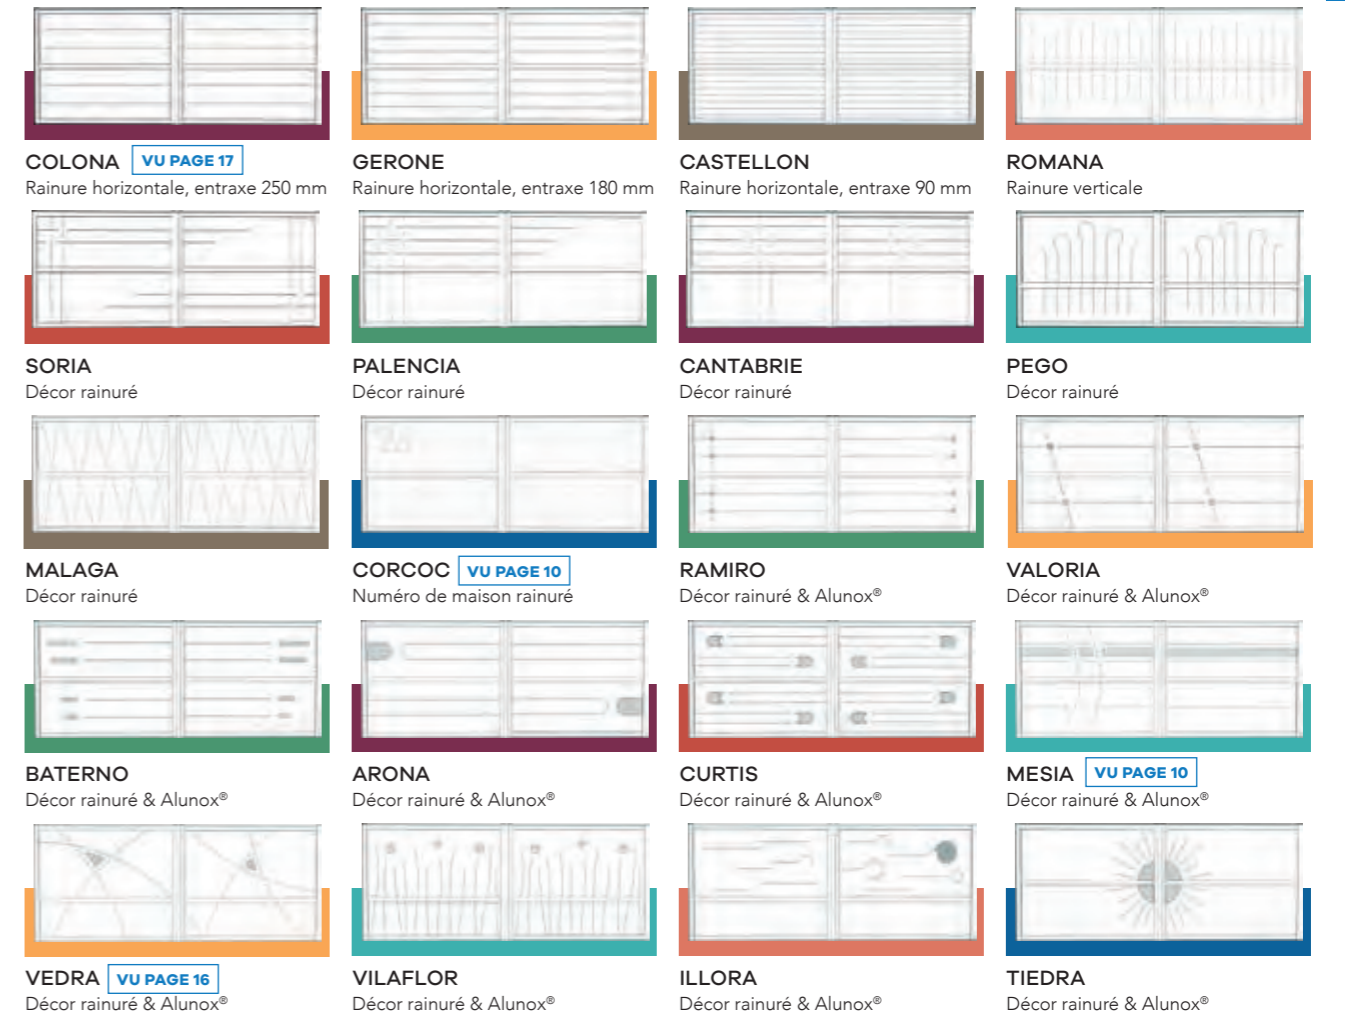 COLONA VU PAGE 17
Rainure horizontale, entraxe 250 mm
GERONE
Rainure horizontale, entraxe 180 mm
CASTELLON
Rainure horizontale, entraxe 90 mm
ROMANA
Rainure verticale
SORIA
Décor rainuré
PALENCIA
Décor rainuré
CANTABRIE
Décor rainuré
PEGO
Décor rainuré
MALAGA
Décor rainuré
26
CORCOC VU PAGE 10
Numéro de maison rainuré
RAMIRO
Décor rainuré & Alunox®
VALORIA
Décor rainuré & Alunox®
BATERNO
Décor rainuré & Alunox®
ARONA
Décor rainuré & Alunox®
CURTIS
Décor rainuré & Alunox®
MESIA VU PAGE 10
Décor rainuré & Alunox®
VEDRA VU PAGE 16
Décor rainuré & Alunox®
VILAFLOR
Décor rainuré & Alunox®
ILLORA
Décor rainuré & Alunox®
TIEDRA
Décor rainuré & Alunox®